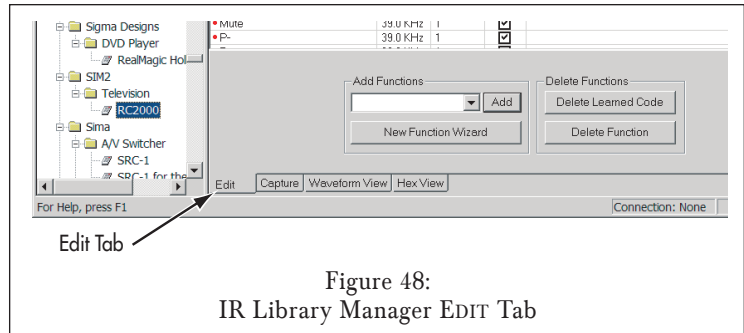 Sigma Designs
DVD Player
RealMagic Hol
SIM2
Television
RC2000
Sima
A/V Switcher
SRC-1
SRC-1 for the
Mute 39.0 KHz 1
P- 39.0 KHz 1
Add Functions
Add
New Function Wizard
Delete Functions
Delete Learned Code
Delete Function
Edit Capture Waveform View Hex View
For Help, press F1
Connection: None
Edit Tab
Figure 48:
IR Library Manager EDIT Tab